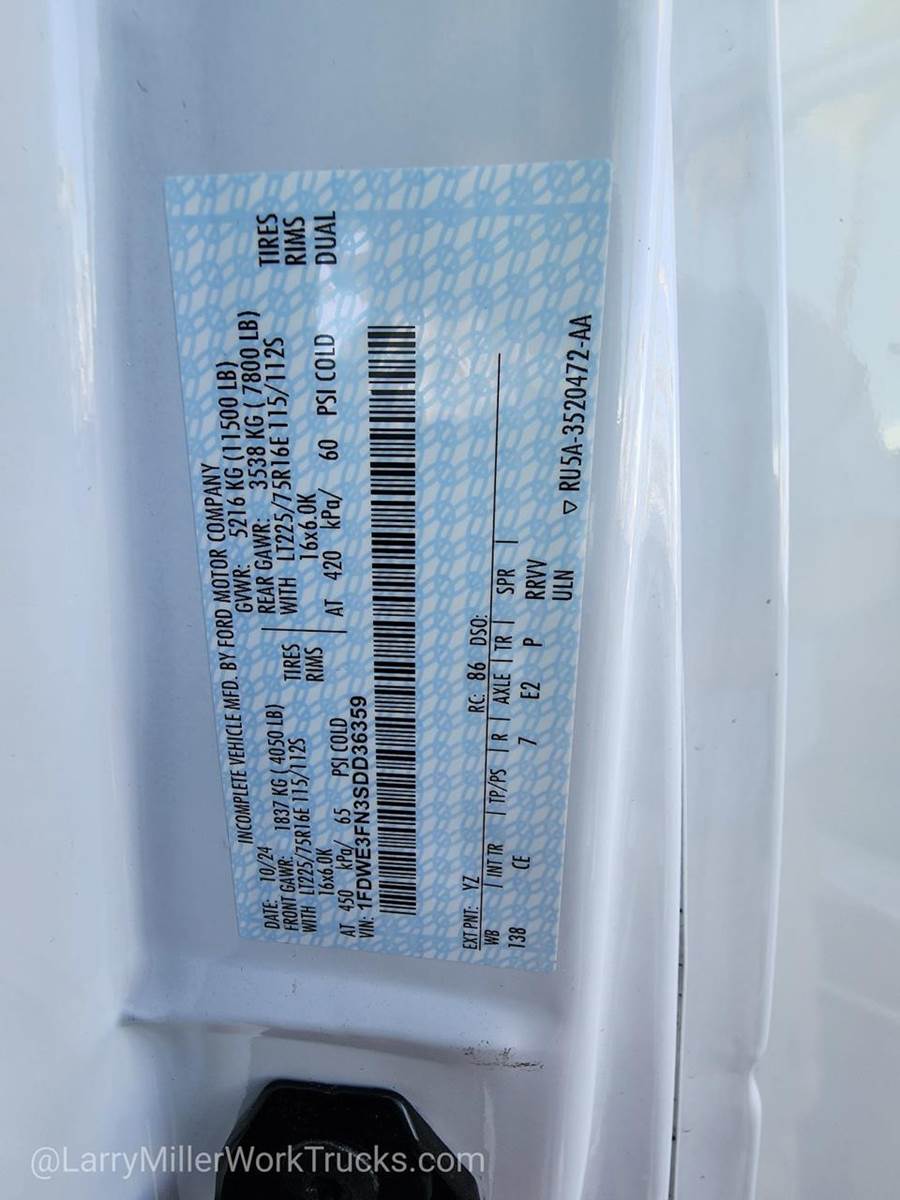 INCOMPLETE VEHICLE MFD. BY FORD MOTOR COMPANY
DATE: 10/24 GVWR: 5216 KG (11500 LB)
FRONT GAWR: 1837 KG ( 4050 LB) REAR GAWR: 3538 KG ( 7800 LB)
WITH LT225/75R16E 115/112S TIRES WITH LT225/75R16E 115/112S TIRES
16x6.0K RIMS 16x6.0K RIMS
AT 450 kPa/ 65 PSI COLD AT 420 kPa/ 60 PSI COLD DUAL
VIN: 1FDWE3FN3SDD36359
EXT PNT: YZ RC: 86 DSO:
WB | INT TR | TP/PS | R | AXLE | TR | SPR |
138 CE 7 E2 P RRVV
ULN
▽ RU5A-3520472-AA
@LarryMillerWorkTrucks.com